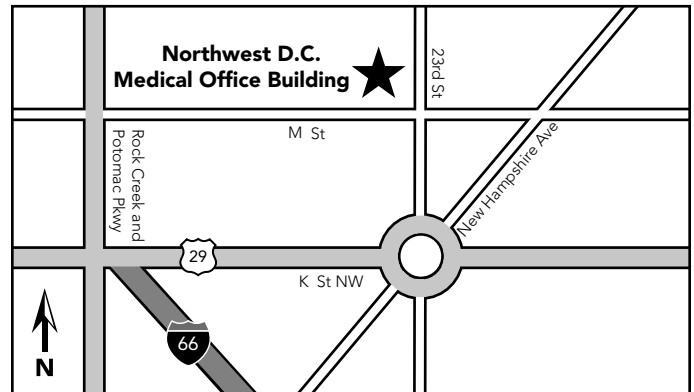 Northwest D.C.
Medical Office Building
23rd St
M St
Rock Creek and
Potomac Pkwy
New Hampshire Ave
29
K St NW
66
N